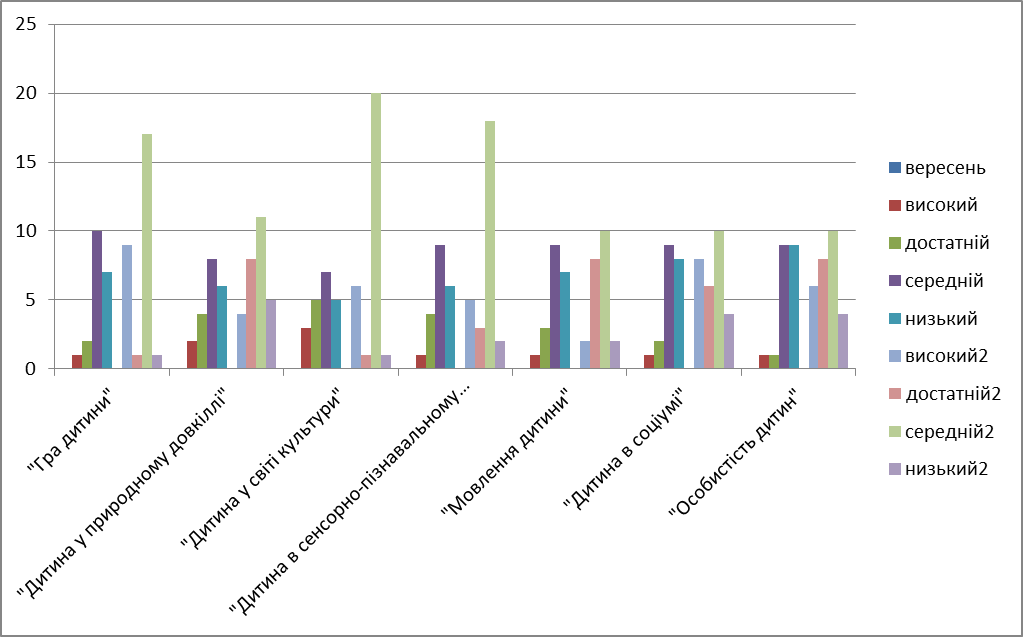 25
20
15
10
5
0
"Гра дитини"
"Дитина у природному довкіллі"
"Дитина у світі культури"
"Дитина в сенсорно-пізнавальному...
"Мовлення дитини"
"Дитина в соціумі"
"Особистість дитин"
вересень
високий
достатній
середній
низький
високий2
достатній2
середній2
низький2